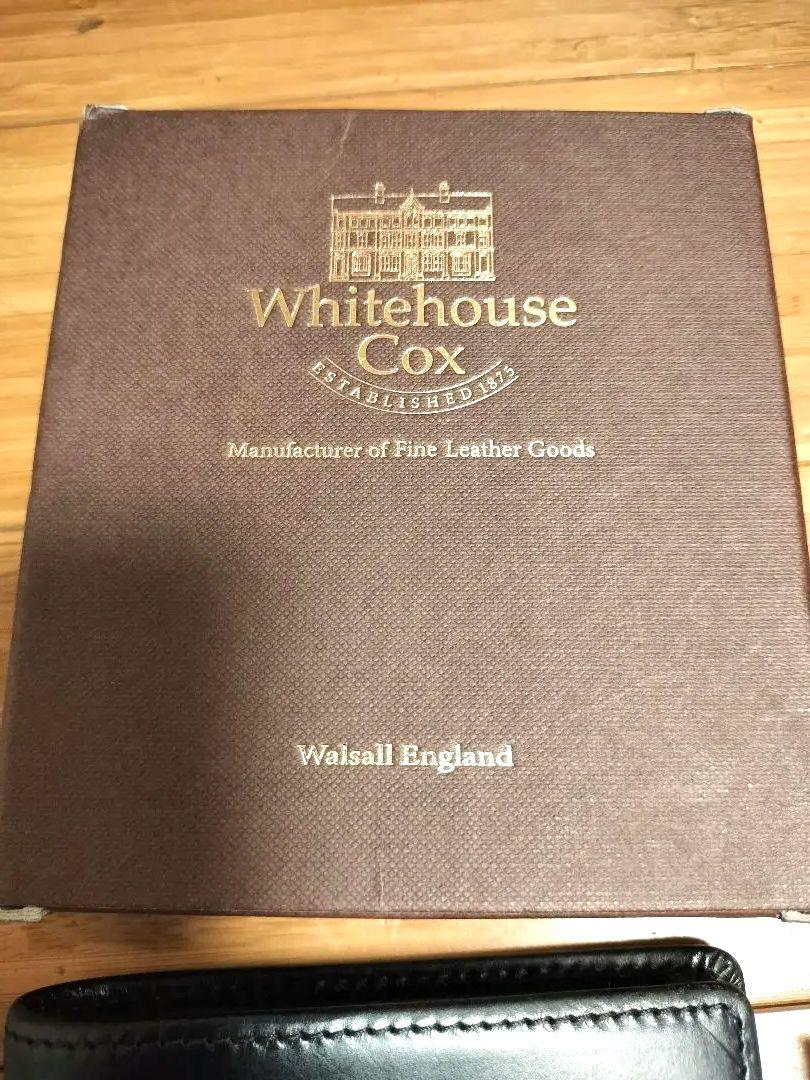 Whitehouse
Cox
ESTABLISHED 1875
Manufacturer of Fine Leather Goods
Walsall England